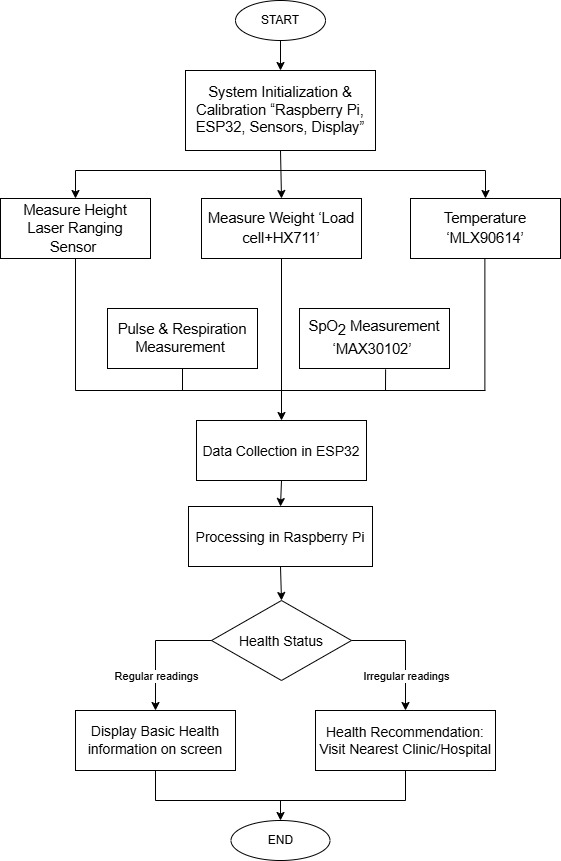 START
System Initialization &
Calibration “Raspberry Pi,
ESP32, Sensors, Display”
Measure Height
Laser Ranging
Sensor
Measure Weight ‘Load
cell+HX711’
Temperature
‘MLX90614’
Pulse & Respiration
Measurement
SpO2 Measurement
‘MAX30102’
Data Collection in ESP32
Processing in Raspberry Pi
Health Status
Regular readings
Irregular readings
Display Basic Health
information on screen
Health Recommendation:
Visit Nearest Clinic/Hospital
END